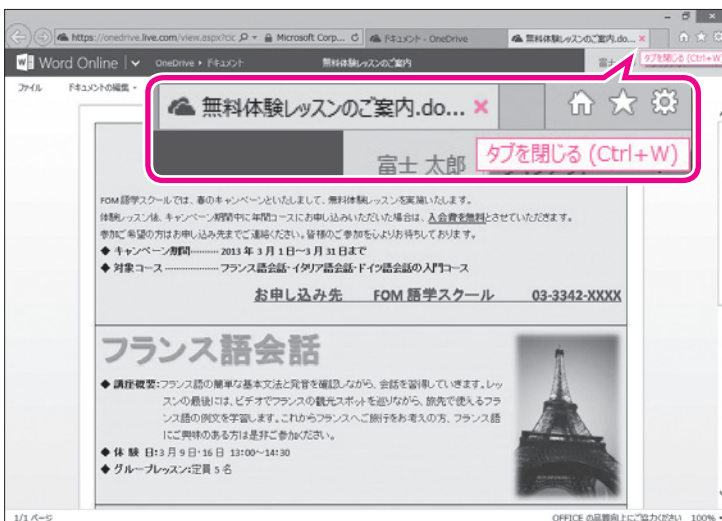 https://onedrive.live.com/view.aspx?cic
Microsoft Corp...
ドキュメント - OneDrive
無料体験レッスンのご案内.do...
Word Online
OneDrive
ドキュメント
無料体験レッスンのご案内
富士
タブを閉じる (Ctrl+W)
ファイル
ドキュメントの編集
無料体験レッスンのご案内.do...
富士 太郎
タブを閉じる (Ctrl+W)
FOM 語学スクールでは、春のキャンペーンといたしまして、無料体験レッスンを実施いたします。
体験レッスン後、キャンペーン期間中に年間コースにお申し込みいただいた場合は、入会費を無料とさせていただきます。
参加ご希望の方はお申し込み先までご連絡ください。皆様のご参加を心よりお待ちしております。
◆ キャンペーン期間 ………… 2013 年 3 月 1 日～3 月 31 日まで
◆ 対象コース ………………… フランス語会話・イタリア語会話・ドイツ語会話の入門コース
お申し込み先 FOM 語学スクール 03-3342-XXXX
フランス語会話
◆ 講座概要:フランス語の簡単な基本文法と発音を確認しながら、会話を習得していきます。レッ
スンの最後には、ビデオでフランスの観光スポットを巡りながら、旅先で使えるフラ
ンス語の例文を学習します。これからフランスへご旅行をお考えの方、フランス語
にご興味のある方は是非ご参加ください。
◆ 体 験 日:3 月 9 日・16 日 13:00～14:30
◆ グループレッスン:定員 5 名
1/1 ページ
OFFICE の品質向上にご協力ください
100%